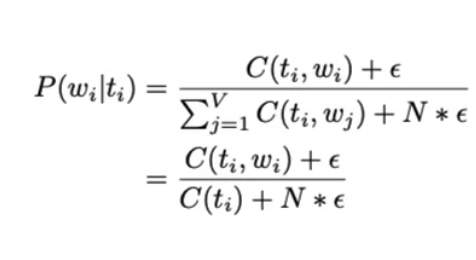 P(w_i|t_i) = \frac{C(t_i, w_i) + \epsilon}{\sum_{j=1}^{V} C(t_i, w_j) + N * \epsilon}
= \frac{C(t_i, w_i) + \epsilon}{C(t_i) + N * \epsilon}